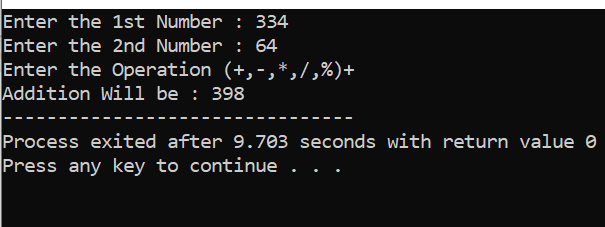 Enter the 1st Number : 334
Enter the 2nd Number : 64
Enter the Operation (+,-,*,/,%)+
Addition Will be : 398
--------------------------------
Process exited after 9.703 seconds with return value 0
Press any key to continue . . .